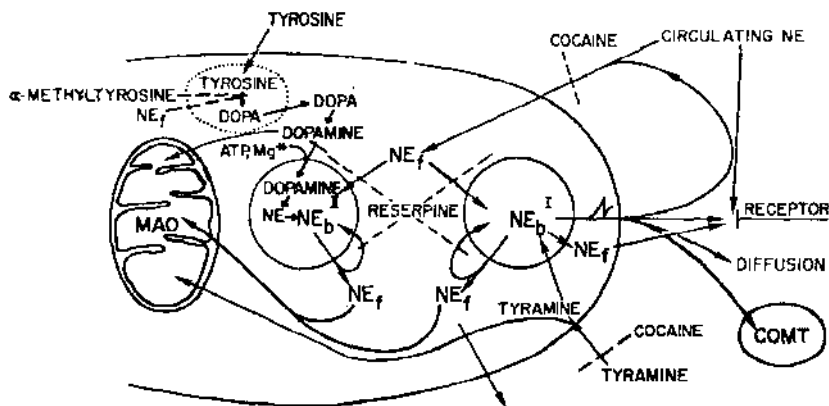 TYROSINE
COCAINE
CIRCULATING NE
TYROSINE
α-METHYLTYROSINE
NEf
DOPA
DOPA
DOPAMINE
ATP, Mg*
NEf
DOPAMINE
II
NE
NEb
RESERPINE
NEb
I
N
RECEPTOR
MAO
NEf
DIFFUSION
NEf
NEf
TYRAMINE
COCAINE
TYRAMINE
COMT